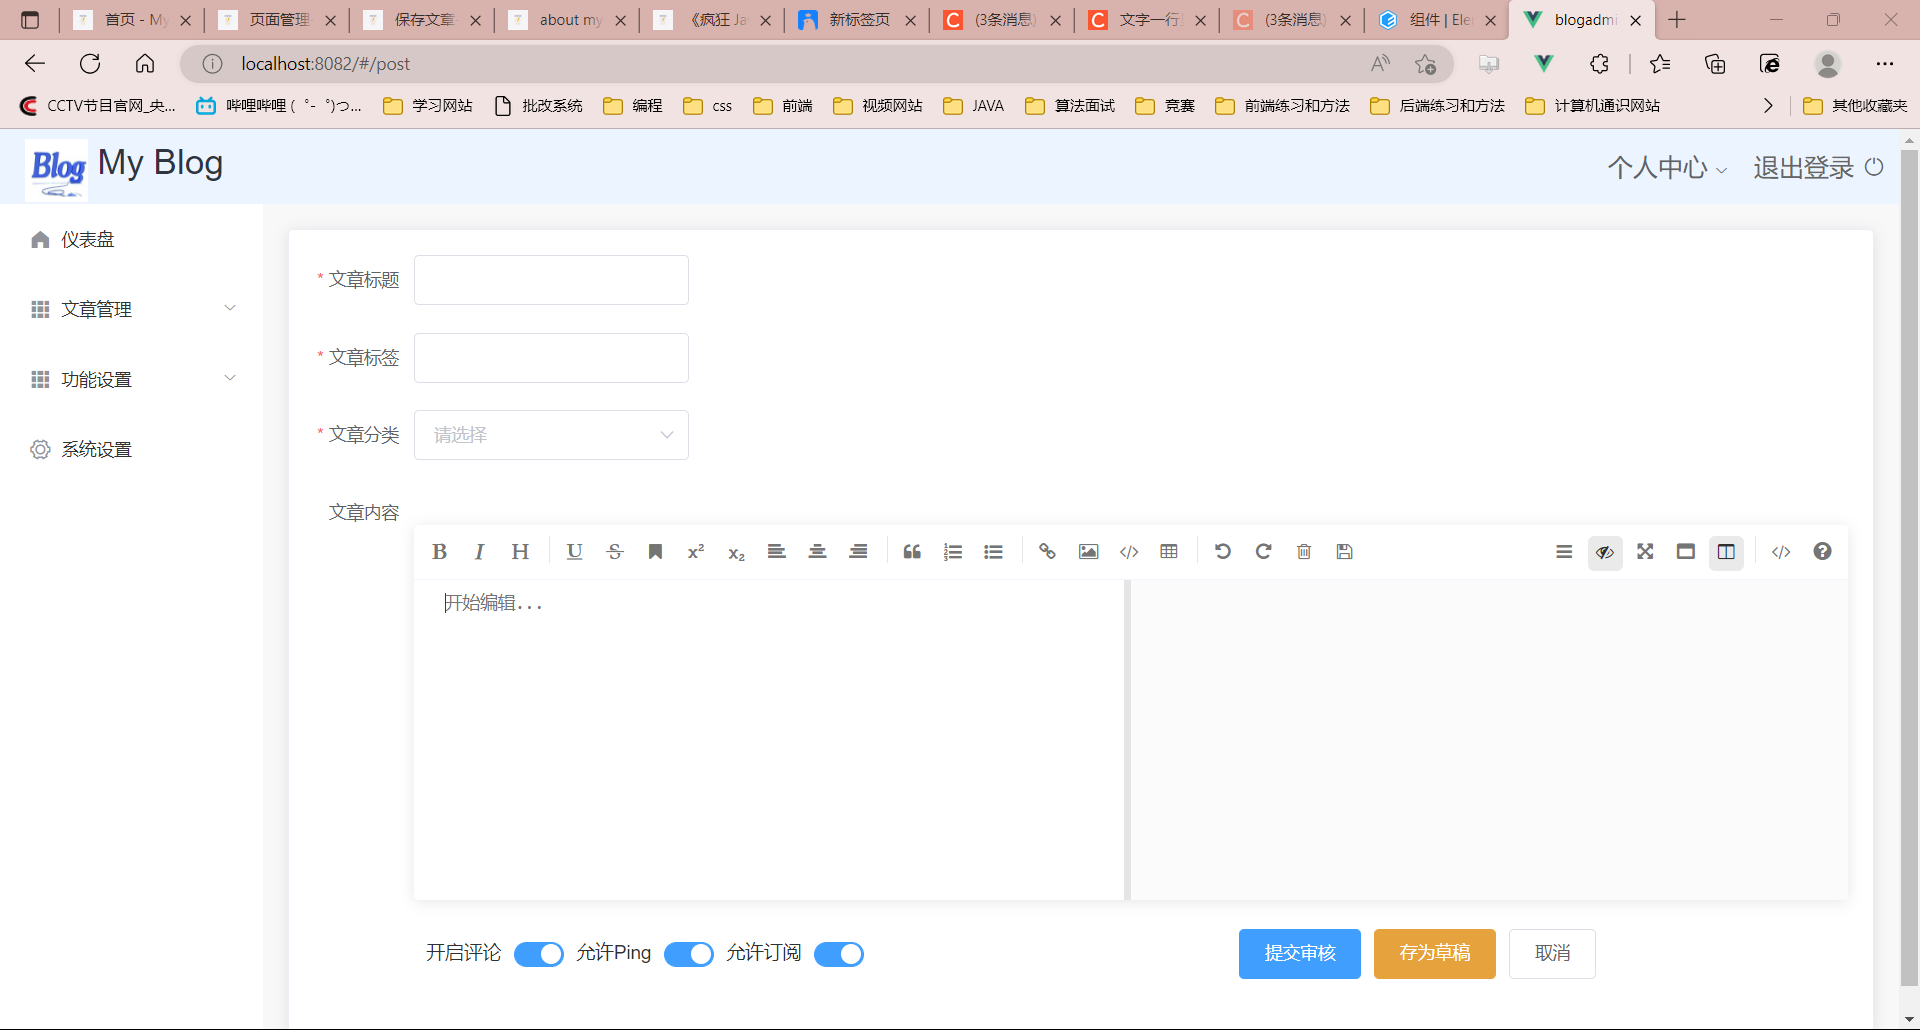 首页 - My
页面管理
保存文章
about my
《疯狂 Ja
新标签页
(3条消息)
文字一行
(3条消息)
组件 | Ele
blogadmi
localhost:8082/#/post
CCTV节目官网_央...
哔哩哔哩 (゜-゜)つ...
学习网站
批改系统
编程
css
前端
视频网站
JAVA
算法面试
竞赛
前端练习和方法
后端练习和方法
计算机通识网站
其他收藏夹
Blog
My Blog
个人中心
退出登录
仪表盘
文章管理
功能设置
系统设置
* 文章标题
* 文章标签
* 文章分类
请选择
文章内容
开始编辑...
开启评论
允许Ping
允许订阅
提交审核
存为草稿
取消